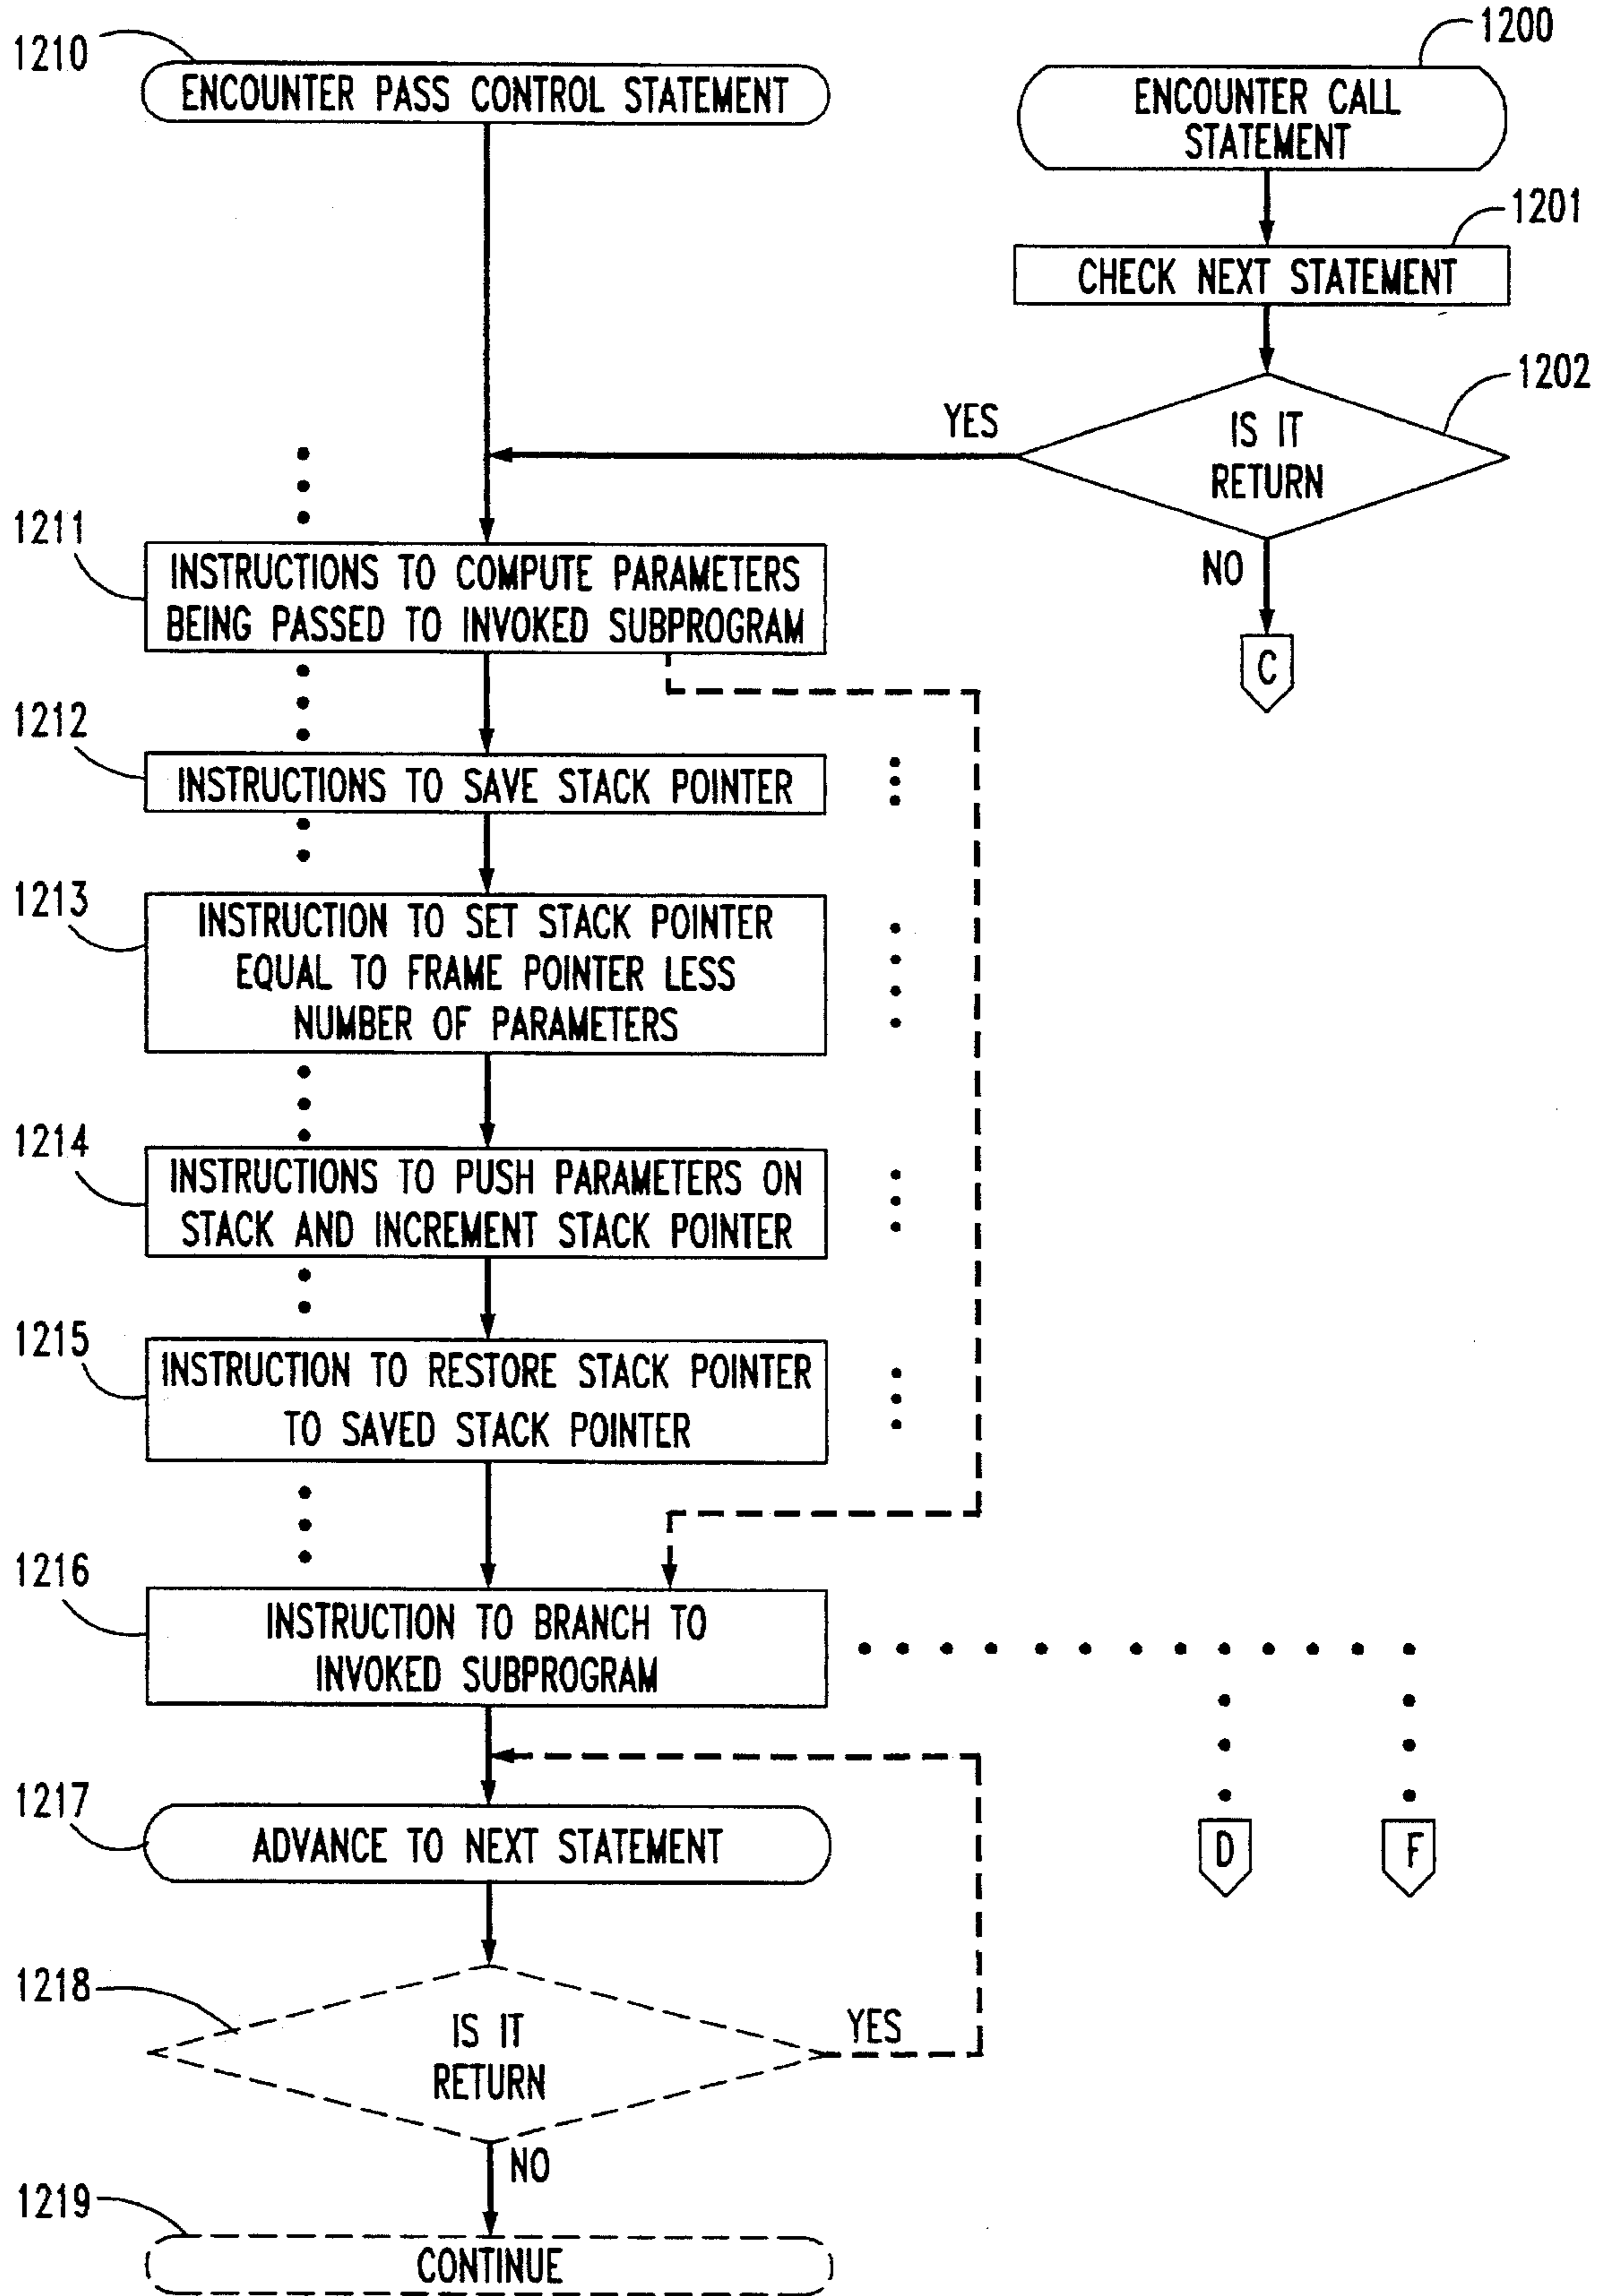 1210
ENCOUNTER PASS CONTROL STATEMENT
1200
ENCOUNTER CALL
STATEMENT
1201
CHECK NEXT STATEMENT
1202
IS IT
RETURN
YES
NO
C
1211
INSTRUCTIONS TO COMPUTE PARAMETERS
BEING PASSED TO INVOKED SUBPROGRAM
1212
INSTRUCTIONS TO SAVE STACK POINTER
1213
INSTRUCTION TO SET STACK POINTER
EQUAL TO FRAME POINTER LESS
NUMBER OF PARAMETERS
1214
INSTRUCTIONS TO PUSH PARAMETERS ON
STACK AND INCREMENT STACK POINTER
1215
INSTRUCTION TO RESTORE STACK POINTER
TO SAVED STACK POINTER
1216
INSTRUCTION TO BRANCH TO
INVOKED SUBPROGRAM
1217
ADVANCE TO NEXT STATEMENT
D
F
1218
IS IT
RETURN
YES
NO
1219
CONTINUE